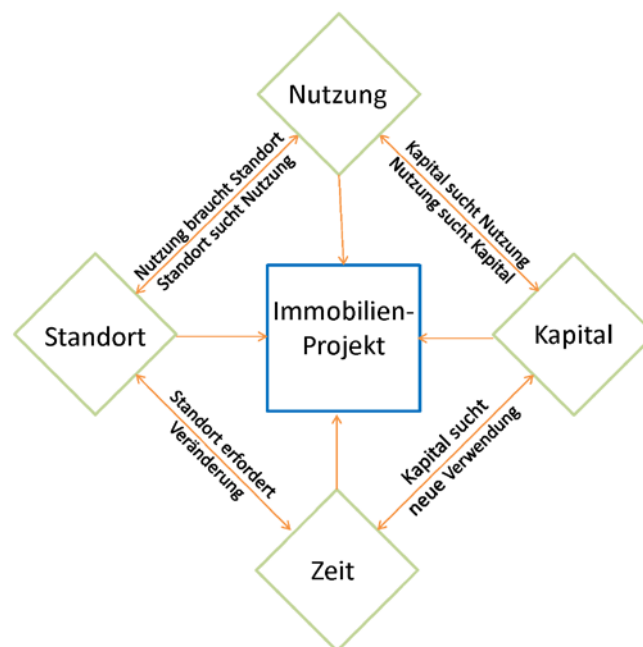 Nutzung
Nutzung braucht Standort
Standort sucht Nutzung
Kapital sucht Nutzung
Nutzung sucht Kapital
Standort
Immobilien-
Projekt
Kapital
Standort erfordert
Veränderung
Kapital sucht
neue Verwendung
Zeit